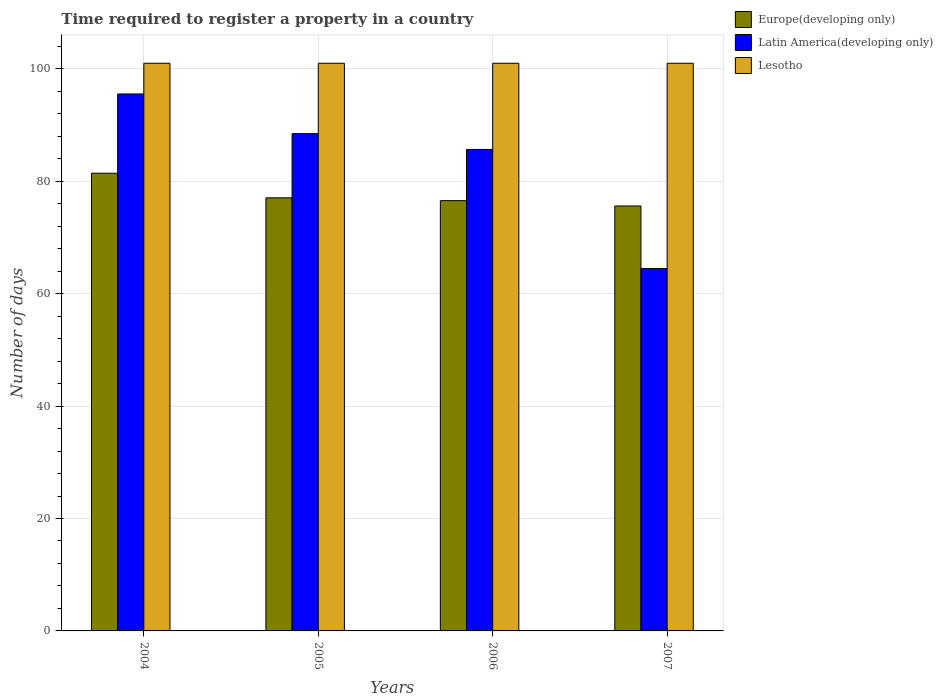 Time required to register a property in a country
Europe(developing only)
Latin America(developing only)
Lesotho
Number of days
100
80
60
40
20
0
2004
2005
2006
2007
Years